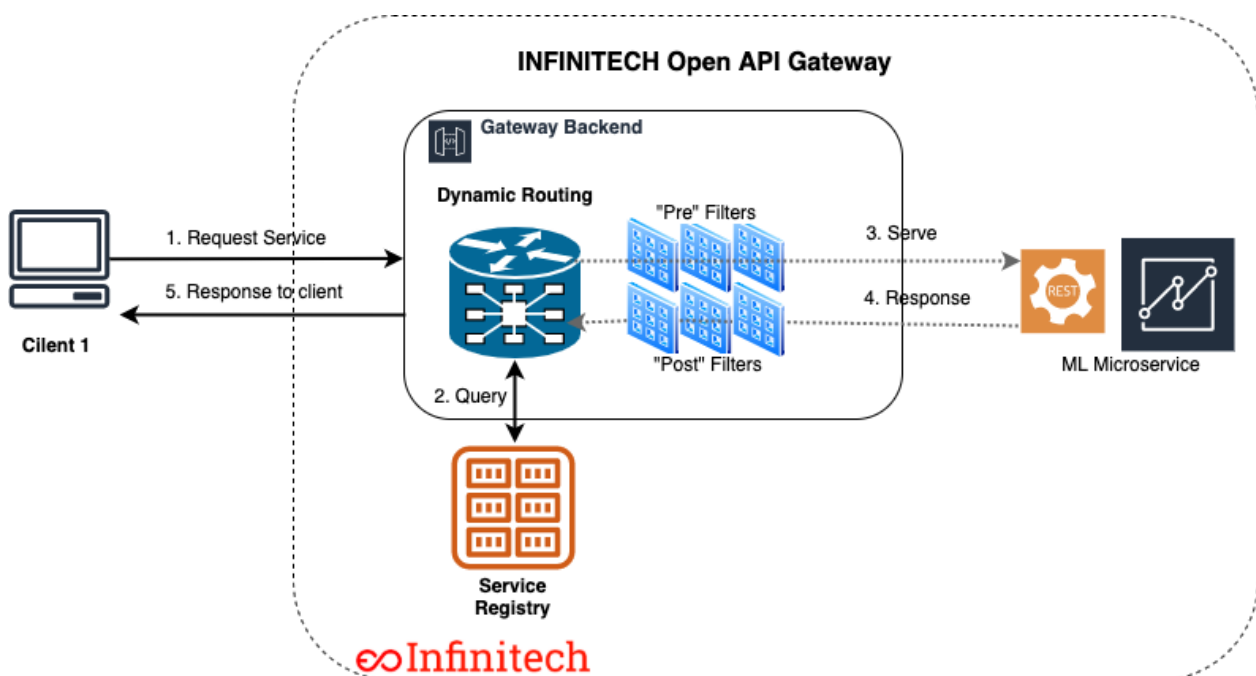 INFINITECH Open API Gateway
Gateway Backend
Dynamic Routing
"Pre" Filters
1. Request Service
3. Serve
5. Response to client
4. Response
REST
Cilent 1
"Post" Filters
ML Microservice
2. Query
Service
Registry
Infinitech